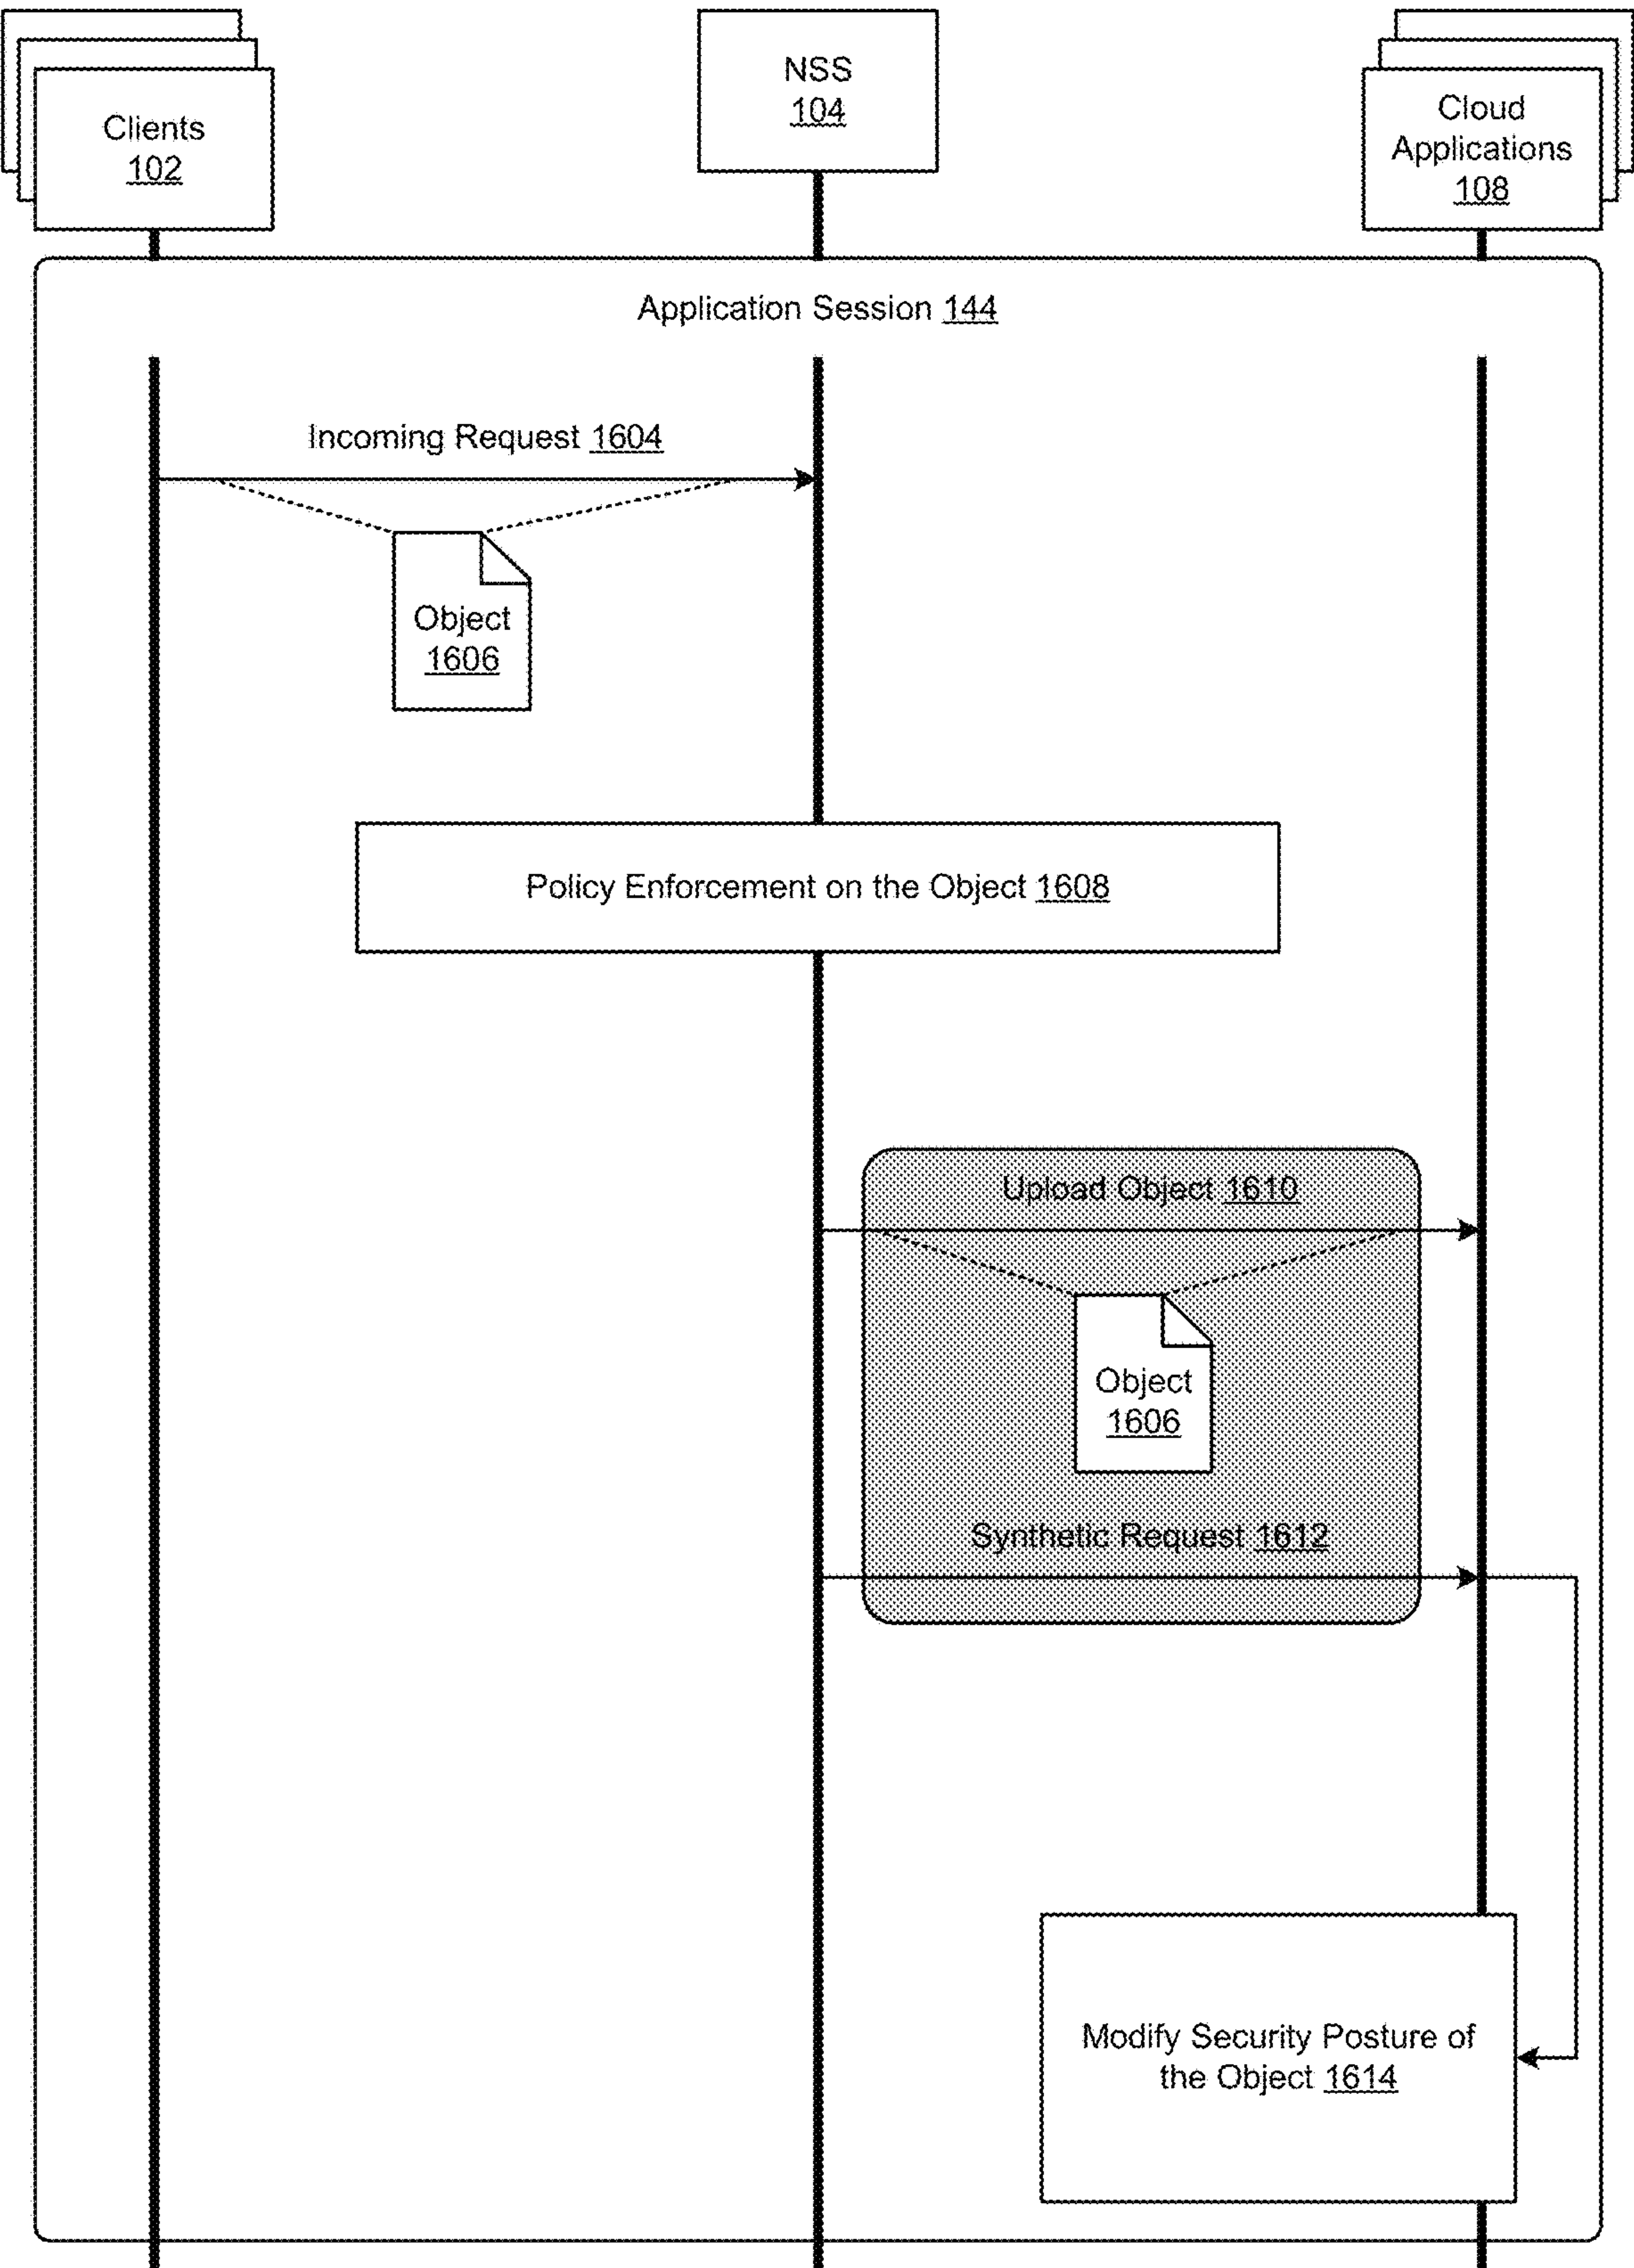 Clients
102
NSS
104
Cloud
Applications
108
Application Session 144
Incoming Request 1604
Object
1606
Policy Enforcement on the Object 1608
Upload Object 1610
Object
1606
Synthetic Request 1612
Modify Security Posture of
the Object 1614